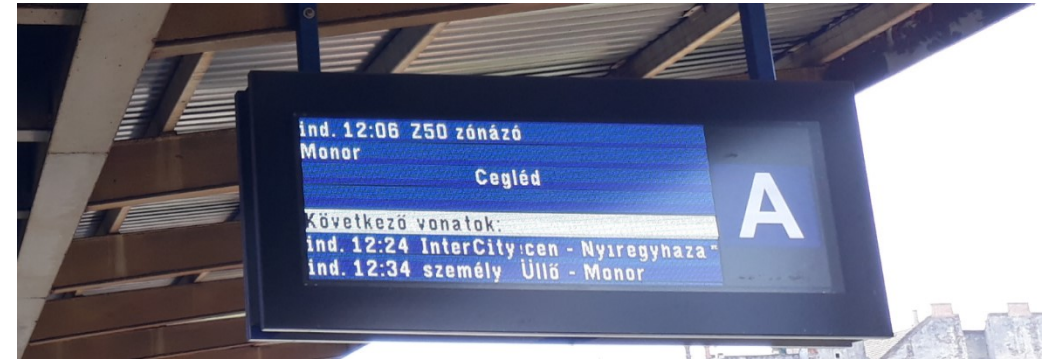 ind. 12:06 Z50 zónázó
Monor
Cegléd
A
Következő vonatok:
ind. 12:24 InterCity cen - Nyıregyhaza
ind. 12:34 személy Üllő - Monor